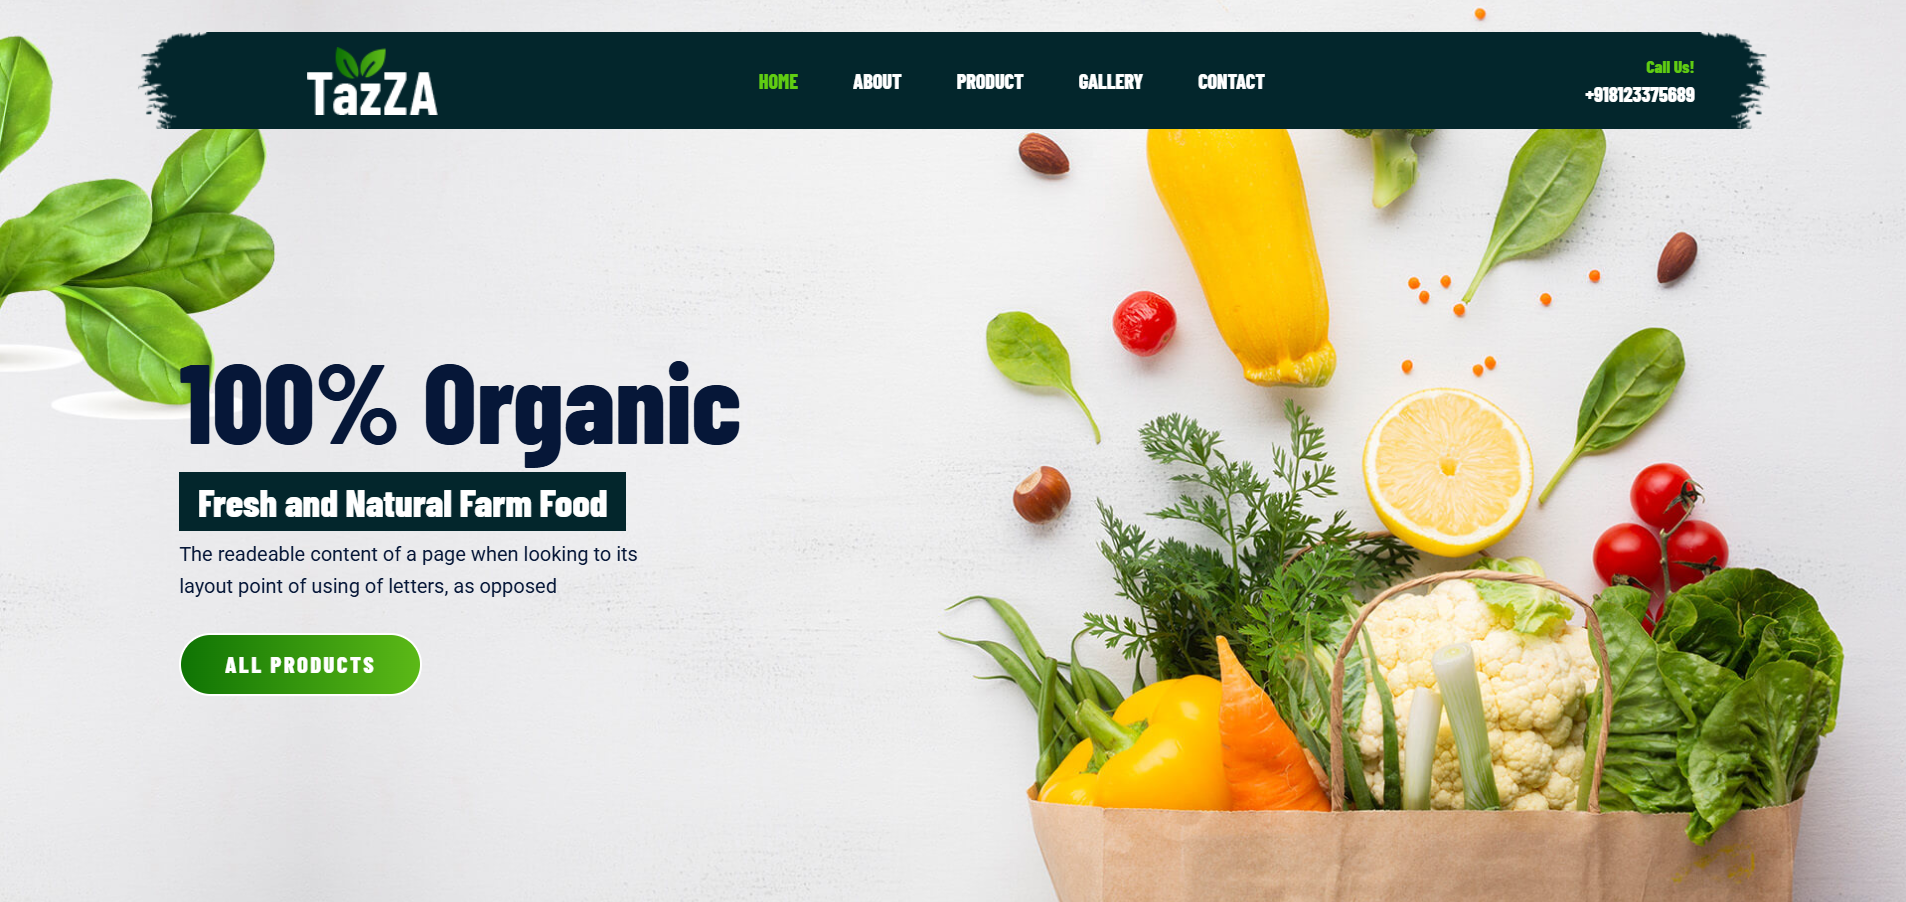 TazZA
HOME ABOUT PRODUCT GALLERY CONTACT
Call Us!
+918123375689
100% Organic
Fresh and Natural Farm Food
The readeable content of a page when looking to its
layout point of using of letters, as opposed
ALL PRODUCTS